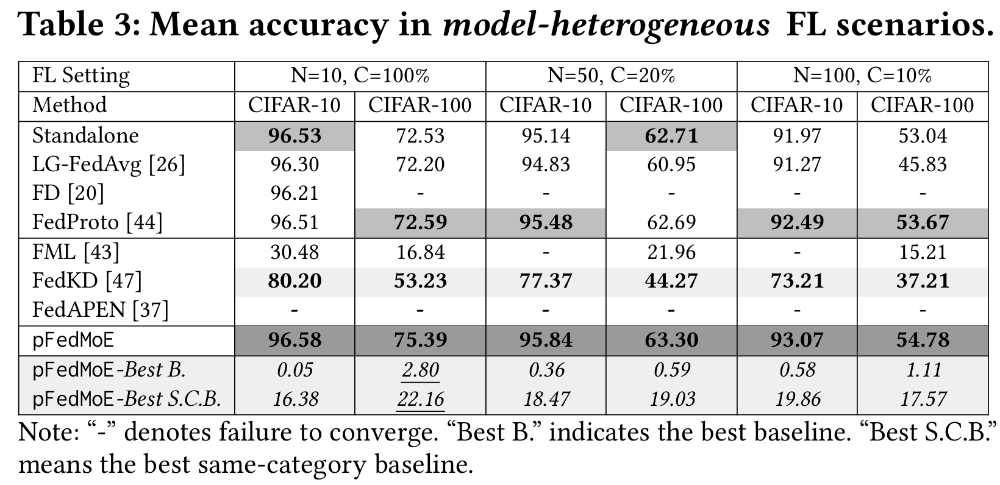 Table 3: Mean accuracy in model-heterogeneous FL scenarios.
FL Setting N=10, C=100% N=50, C=20% N=100, C=10%
Method CIFAR-10 CIFAR-100 CIFAR-10 CIFAR-100 CIFAR-10 CIFAR-100
Standalone 96.53 72.53 95.14 62.71 91.97 53.04
LG-FedAvg [26] 96.30 72.20 94.83 60.95 91.27 45.83
FD [20] 96.21 - - - - -
FedProto [44] 96.51 72.59 95.48 62.69 92.49 53.67
FML [43] 30.48 16.84 - 21.96 - 15.21
FedKD [47] 80.20 53.23 77.37 44.27 73.21 37.21
FedAPEN [37] - - - - - -
pFedMoE 96.58 75.39 95.84 63.30 93.07 54.78
pFedMoE-Best B. 0.05 2.80 0.36 0.59 0.58 1.11
pFedMoE-Best S.C.B. 16.38 22.16 18.47 19.03 19.86 17.57
Note: “-” denotes failure to converge. “Best B.” indicates the best baseline. “Best S.C.B.”
means the best same-category baseline.